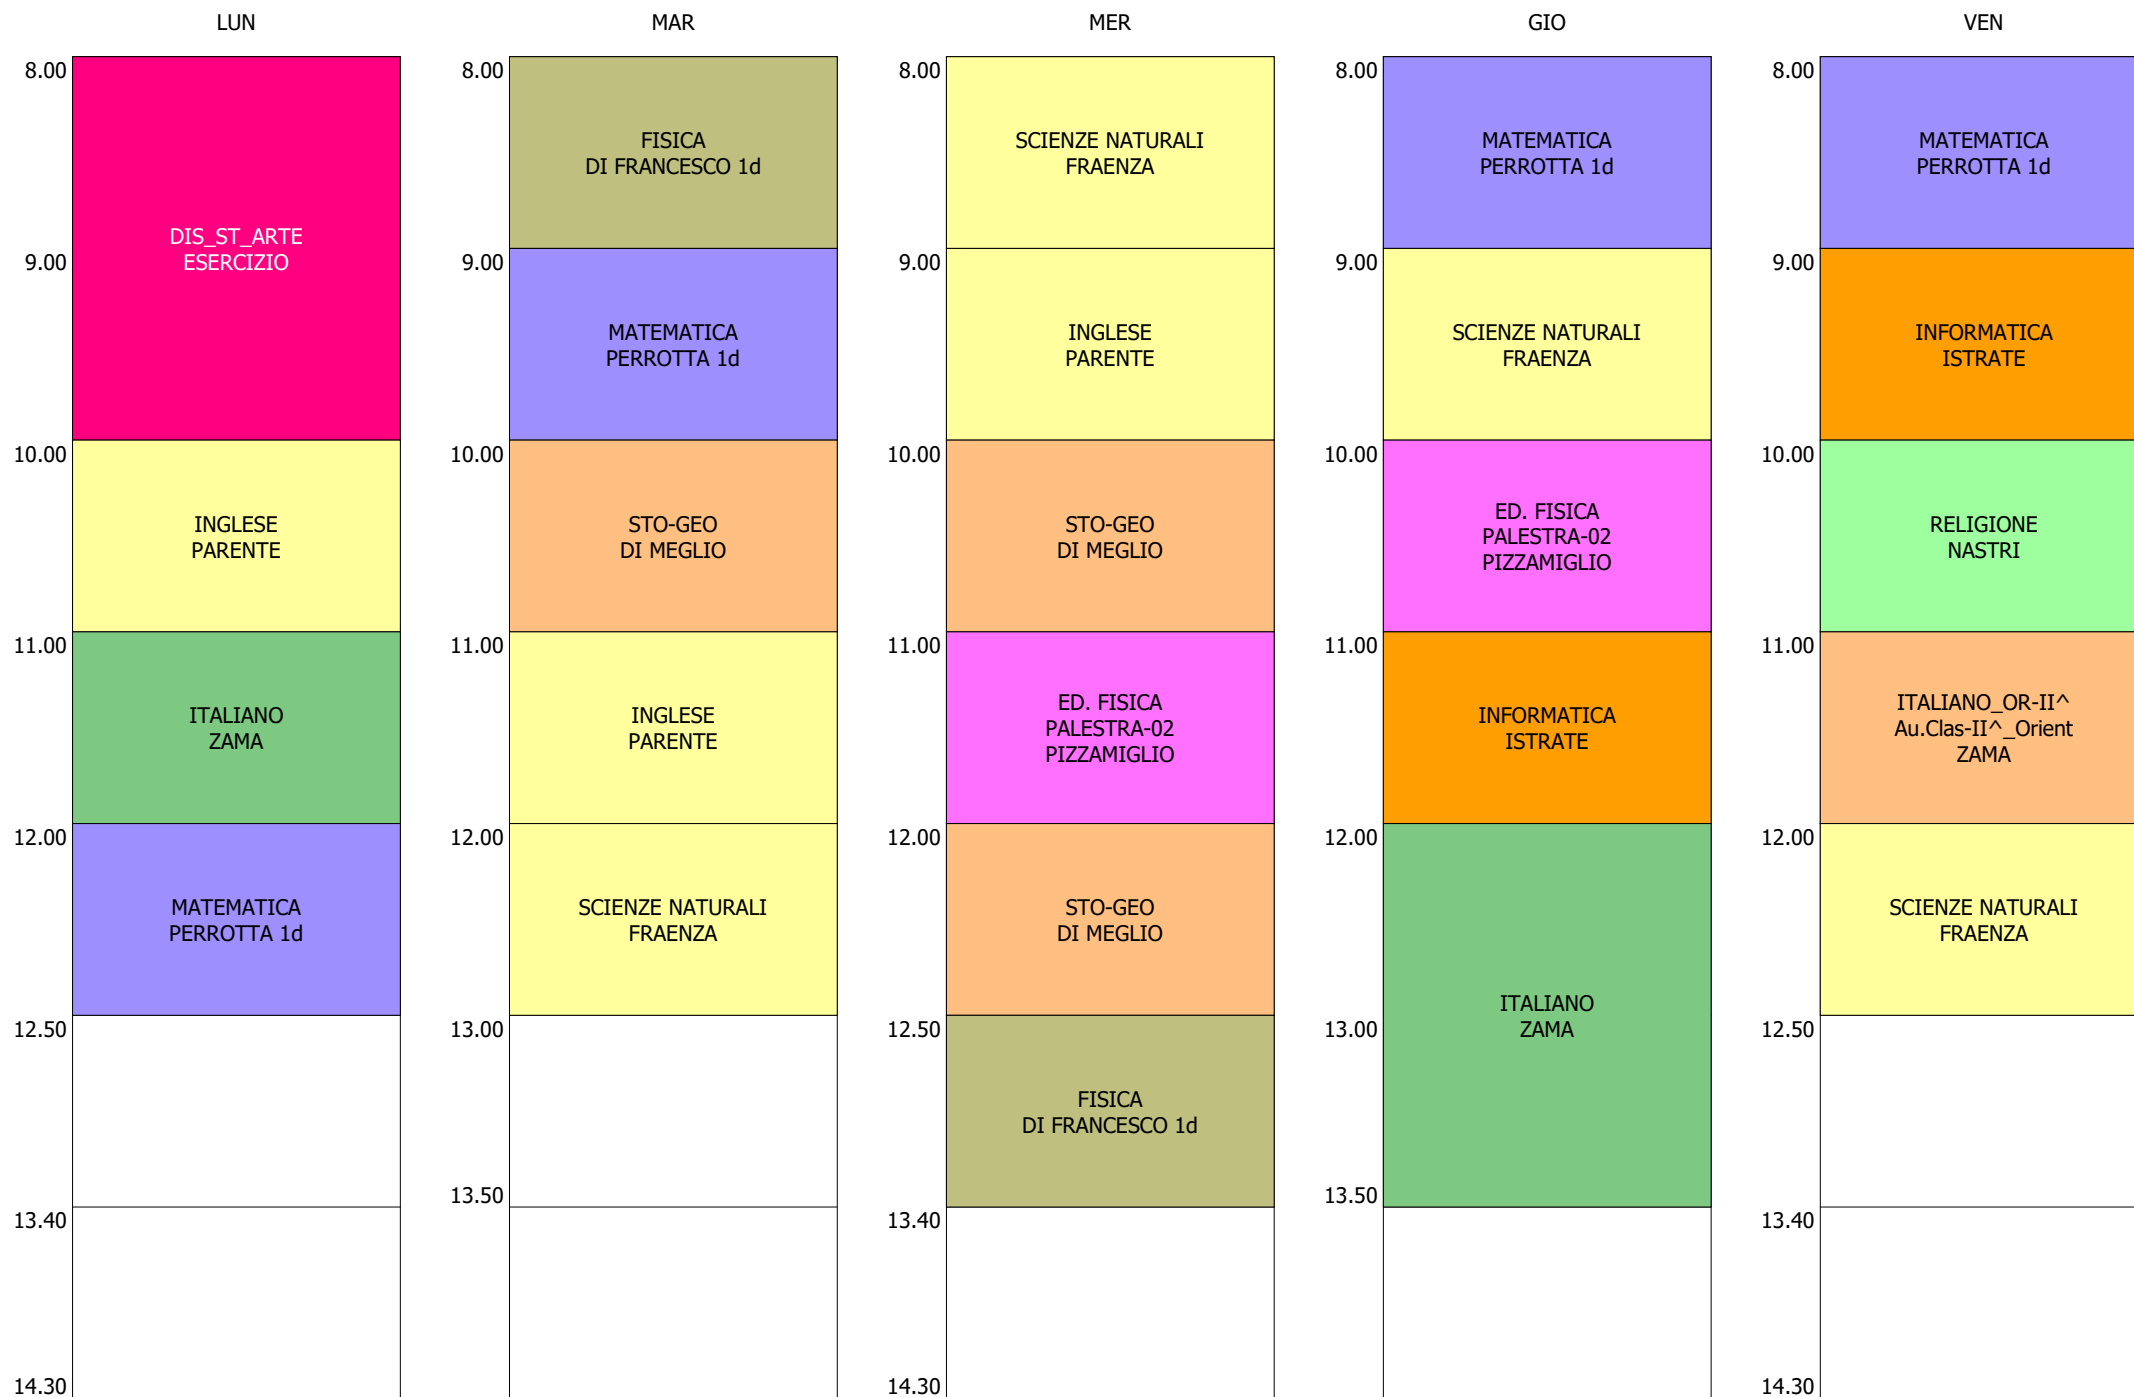 LUN
8.00
DIS_ST_ARTE
ESERCIZIO
9.00
10.00
INGLESE
PARENTE
11.00
ITALIANO
ZAMA
12.00
MATEMATICA
PERROTTA 1d
12.50
13.40
14.30
MAR
8.00
FISICA
DI FRANCESCO 1d
9.00
MATEMATICA
PERROTTA 1d
10.00
STO-GEO
DI MEGLIO
11.00
INGLESE
PARENTE
12.00
SCIENZE NATURALI
FRAENZA
13.00
13.50
MER
8.00
SCIENZE NATURALI
FRAENZA
9.00
INGLESE
PARENTE
10.00
STO-GEO
DI MEGLIO
11.00
ED. FISICA
PALESTRA-02
PIZZAMIGLIO
12.00
STO-GEO
DI MEGLIO
12.50
FISICA
DI FRANCESCO 1d
13.40
14.30
GIO
8.00
MATEMATICA
PERROTTA 1d
9.00
SCIENZE NATURALI
FRAENZA
10.00
ED. FISICA
PALESTRA-02
PIZZAMIGLIO
11.00
INFORMATICA
ISTRATE
12.00
ITALIANO
ZAMA
13.00
13.50
VEN
8.00
MATEMATICA
PERROTTA 1d
9.00
INFORMATICA
ISTRATE
10.00
RELIGIONE
NASTRI
11.00
ITALIANO_OR-II^
Au.Clas-II^_Orient
ZAMA
12.00
SCIENZE NATURALI
FRAENZA
12.50
13.40
14.30